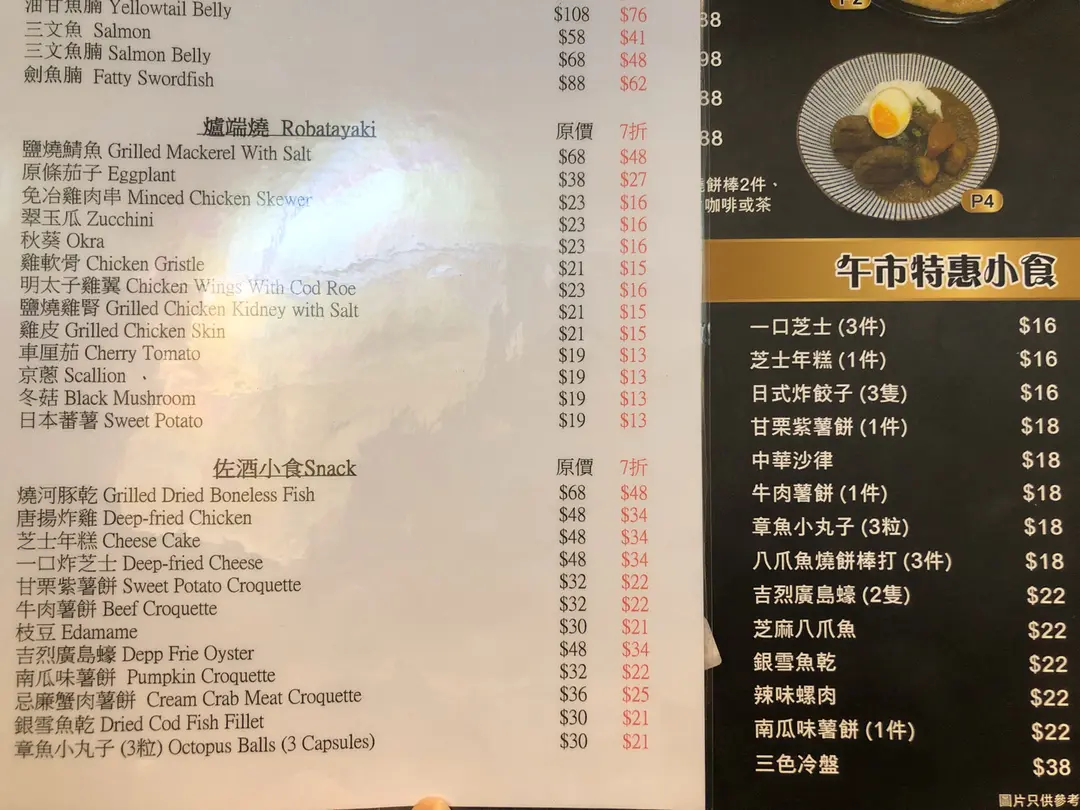 油甘魚腩 Yellowtail Belly $108 $76
三文魚 Salmon $58 $41
三文魚腩 Salmon Belly $68 $48
劍魚腩 Fatty Swordfish $88 $62
爐端燒 Robatayaki 原價 7折
鹽燒鯖魚 Grilled Mackerel With Salt $68 $48
原條茄子 Eggplant $38 $27
免冶雞肉串 Minced Chicken Skewer $23 $16
翠玉瓜 Zucchini $23 $16
秋葵 Okra $23 $16
雞軟骨 Chicken Gristle $21 $15
明太子雞翼 Chicken Wings With Cod Roe $23 $16
鹽燒雞腎 Grilled Chicken Kidney with Salt $21 $15
雞皮 Grilled Chicken Skin $21 $15
車厘茄 Cherry Tomato $19 $13
京蔥 Scallion $19 $13
冬菇 Black Mushroom $19 $13
日本蕃薯 Sweet Potato $19 $13
佐酒小食Snack 原價 7折
燒河豚乾 Grilled Dried Boneless Fish $68 $48
唐揚炸雞 Deep-fried Chicken $48 $34
芝士年糕 Cheese Cake $48 $34
一口炸芝士 Deep-fried Cheese $48 $34
甘栗紫薯餅 Sweet Potato Croquette $32 $22
牛肉薯餅 Beef Croquette $32 $22
枝豆 Edamame $30 $21
吉烈廣島蠔 Depp Frie Oyster $48 $34
南瓜味薯餅 Pumpkin Croquette $32 $22
忌廉蟹肉薯餅 Cream Crab Meat Croquette $36 $25
銀雪魚乾 Dried Cod Fish Fillet $30 $21
章魚小丸子 (3粒) Octopus Balls (3 Capsules) $30 $21
P2
38
98
38
38
燒餅棒2件、
咖啡或茶
P4
午市特惠小食
一口芝士 (3件) $16
芝士年糕 (1件) $16
日式炸餃子 (3隻) $16
甘栗紫薯餅 (1件) $18
中華沙律 $18
牛肉薯餅 (1件) $18
章魚小丸子 (3粒) $18
八爪魚燒餅棒打 (3件) $18
吉烈廣島蠔 (2隻) $22
芝麻八爪魚 $22
銀雪魚乾 $22
辣味螺肉 $22
南瓜味薯餅 (1件) $22
三色冷盤 $38
圖片只供參考